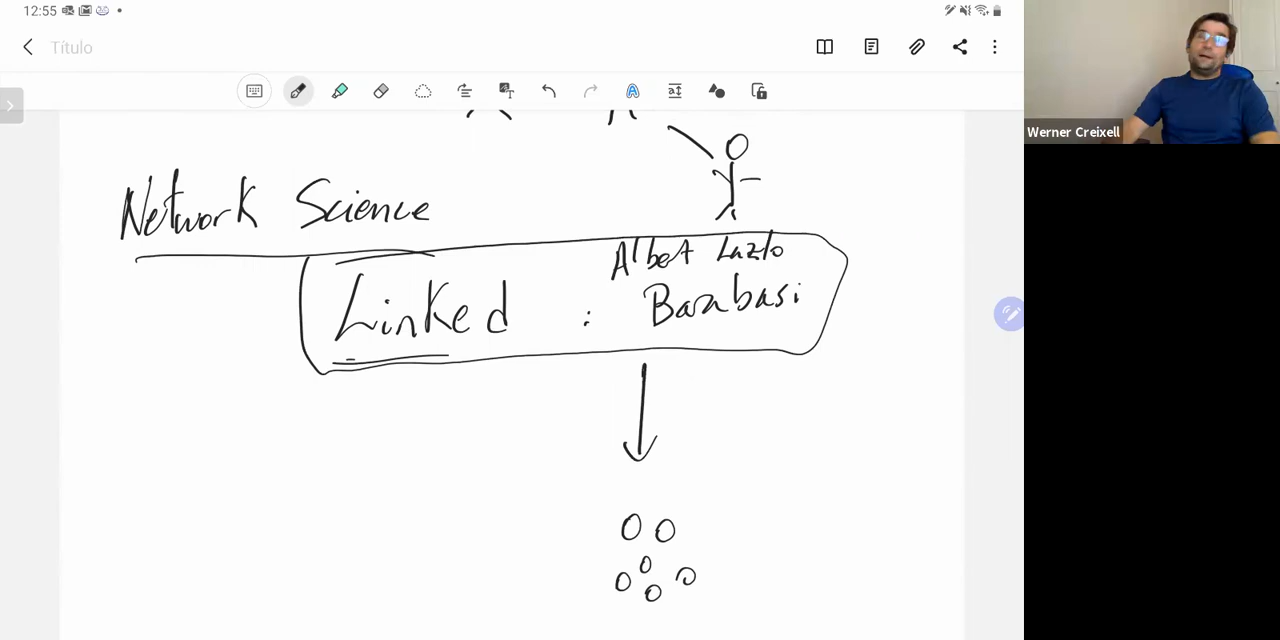 12:55
Título
Network Science
Albert Lazlo
Linked : Barabasi
Werner Creixell